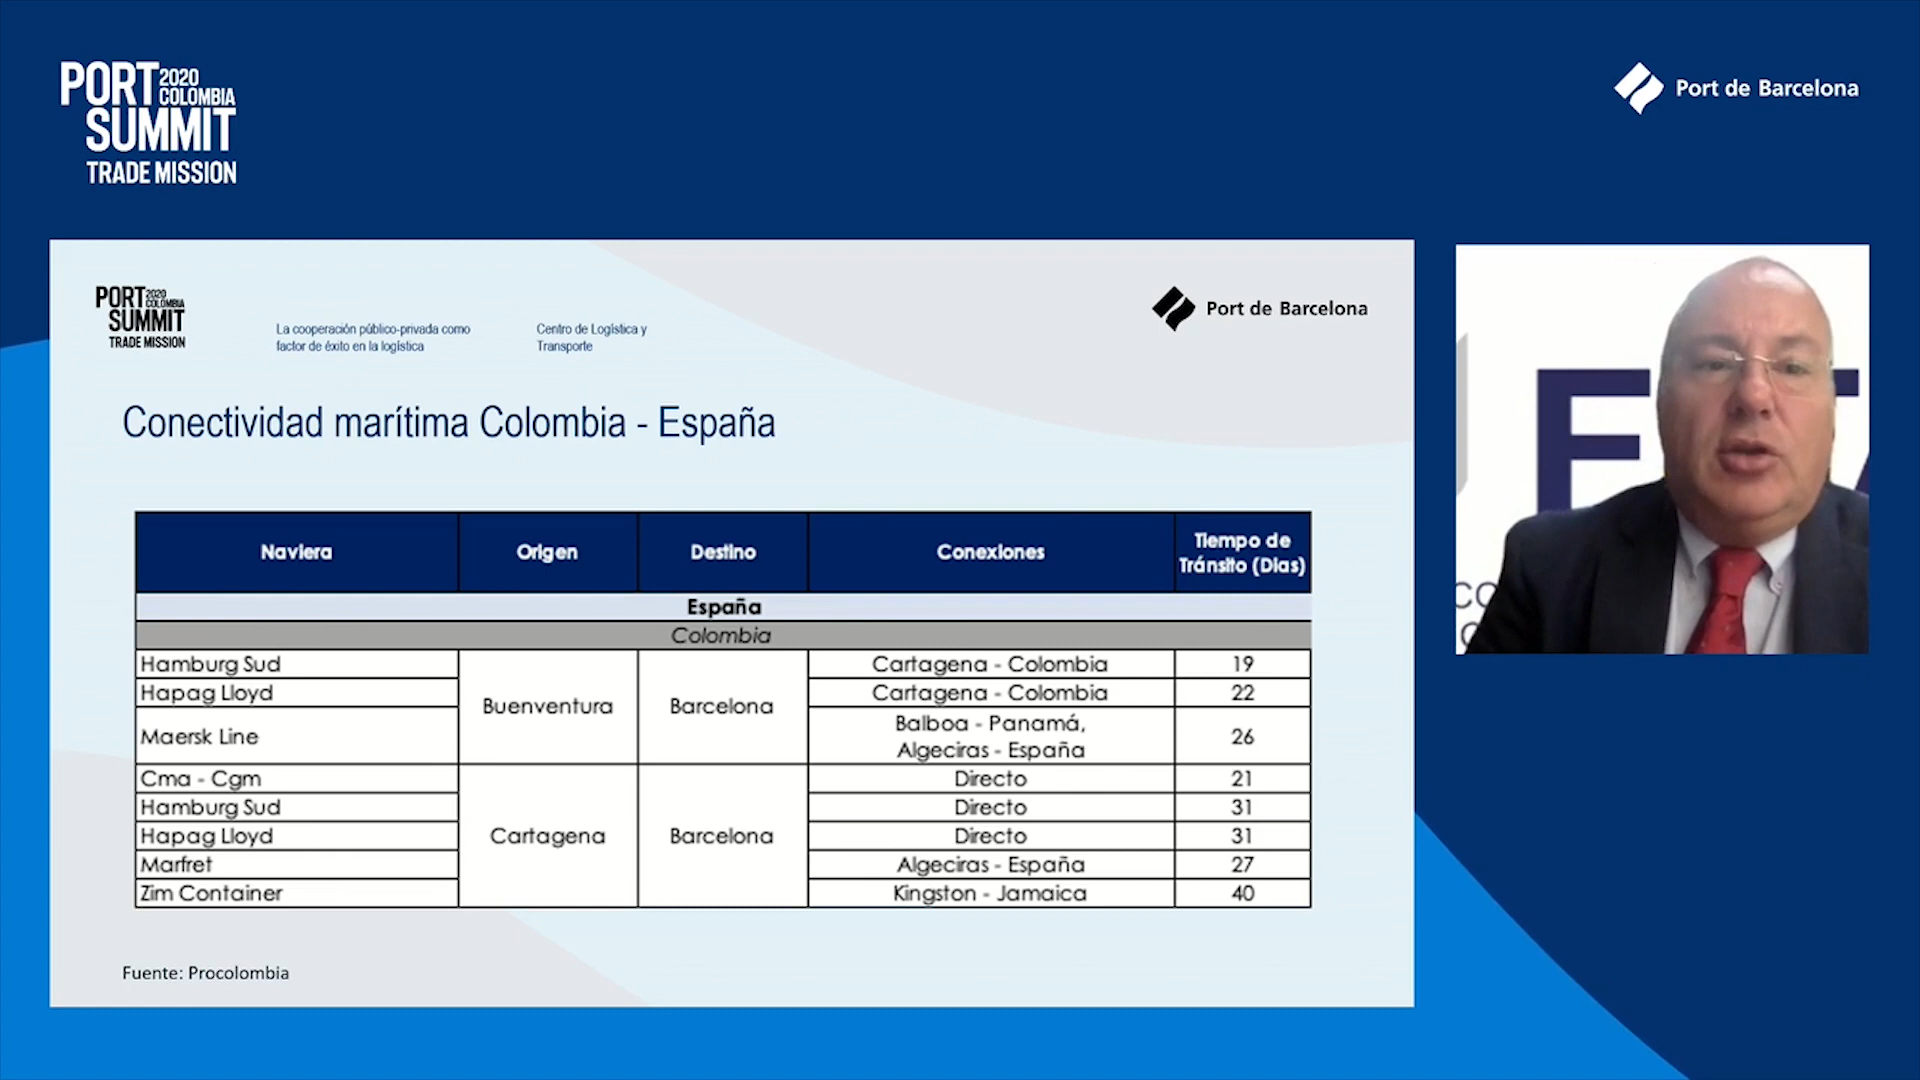 PORT 2020 COLOMBIA
SUMMIT
TRADE MISSION
Port de Barcelona
PORT 2020 COLOMBIA
SUMMIT
TRADE MISSION
La cooperación público-privada como
factor de éxito en la logística
Centro de Logística y
Transporte
Port de Barcelona
Conectividad marítima Colombia - España
Naviera Origen Destino Conexiones Tiempo de
Tránsito (Dias)
España
Colombia
Hamburg Sud Cartagena - Colombia 19
Hapag Lloyd Cartagena - Colombia 22
Buenventura Barcelona
Maersk Line Balboa - Panamá,
Algeciras - España 26
Cma - Cgm Directo 21
Hamburg Sud Directo 31
Hapag Lloyd Cartagena Barcelona Directo 31
Marfret Algeciras - España 27
Zim Container Kingston - Jamaica 40
Fuente: Procolombia